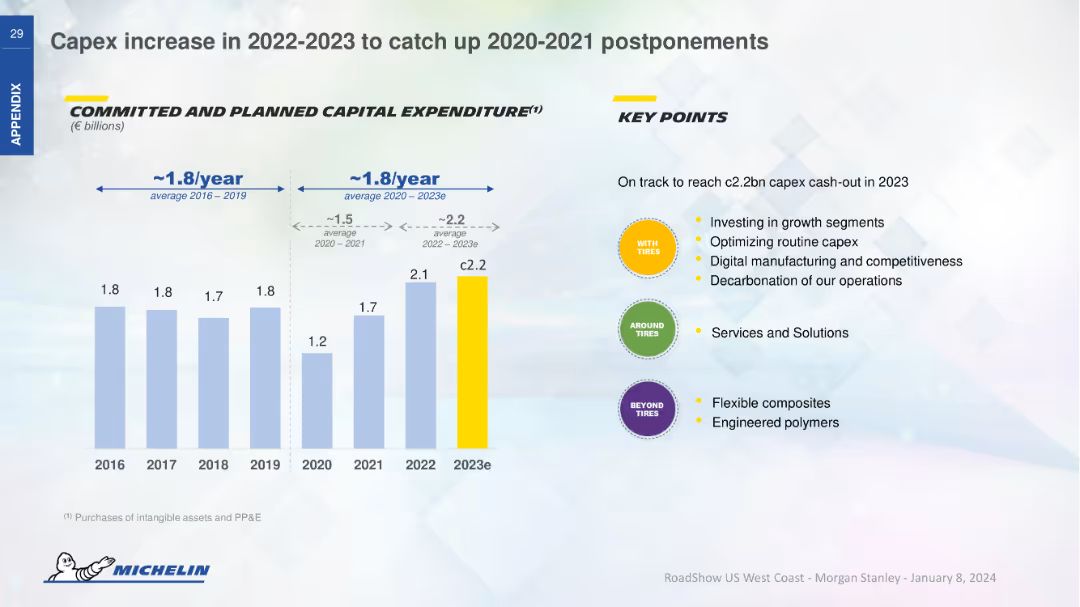 29
APPENDIX
Capex increase in 2022-2023 to catch up 2020-2021 postponements
COMMITTED AND PLANNED CAPITAL EXPENDITURE(1)
(€ billions)
~1.8/year
average 2016 – 2019
~1.8/year
average 2020 – 2023e
~1.5
average
2020 – 2021
~2.2
average
2022 – 2023e
1.8
1.8
1.7
1.8
1.2
1.7
2.1
c2.2
2016 2017 2018 2019 2020 2021 2022 2023e
(1) Purchases of intangible assets and PP&E
KEY POINTS
On track to reach c2.2bn capex cash-out in 2023
WITH
TIRES
• Investing in growth segments
• Optimizing routine capex
• Digital manufacturing and competitiveness
• Decarbonation of our operations
AROUND
TIRES
• Services and Solutions
BEYOND
TIRES
• Flexible composites
• Engineered polymers
MICHELIN
RoadShow US West Coast - Morgan Stanley - January 8, 2024